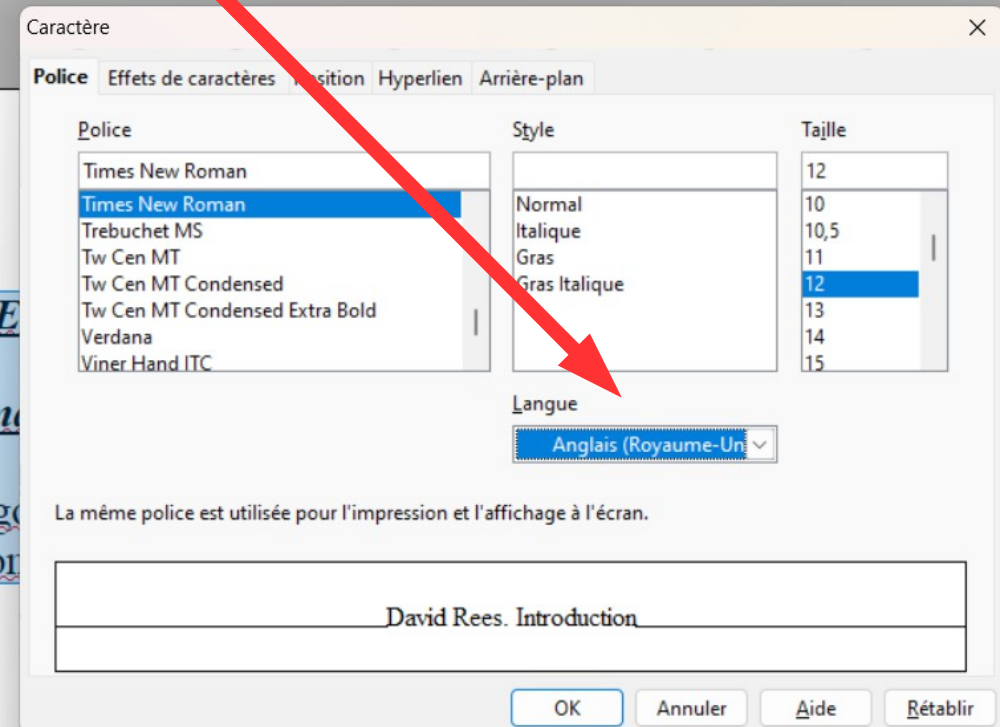 Caractère
Police Effets de caractères Position Hyperlien Arrière-plan
Police Style Taille
Times New Roman 12
Times New Roman Normal 10
Trebuchet MS Italique 10,5
Tw Cen MT Gras 11
Tw Cen MT Condensed Gras Italique 12
Tw Cen MT Condensed Extra Bold 13
Verdana 14
Viner Hand ITC 15
Langue
Anglais (Royaume-Un
La même police est utilisée pour l'impression et l'affichage à l'écran.
David Rees. Introduction
OK Annuler Aide Rétablir